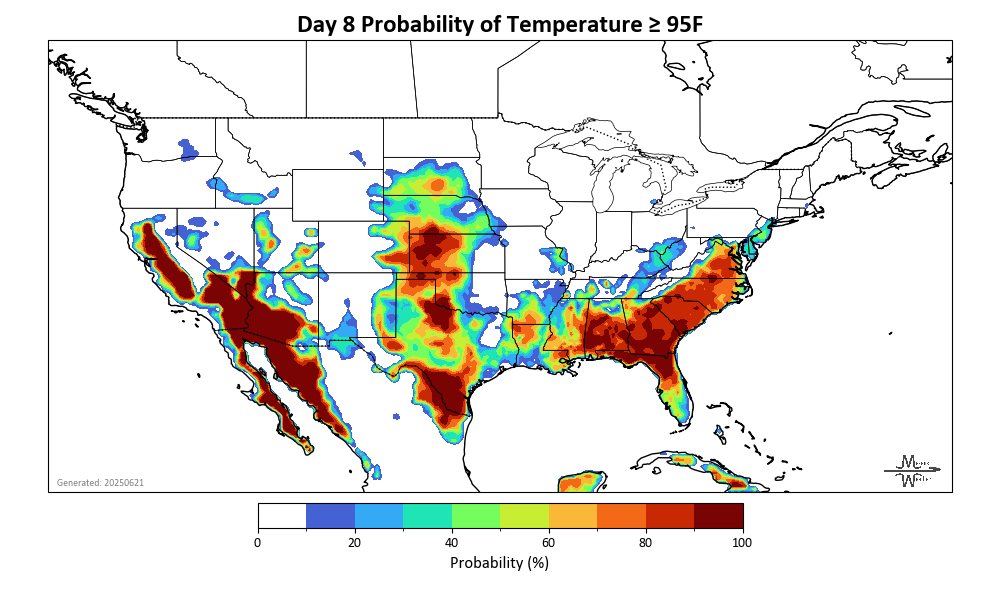 Day 8 Probability of Temperature ≥ 95F
Generated: 20250621
0 20 40 60 80 100
Probability (%)